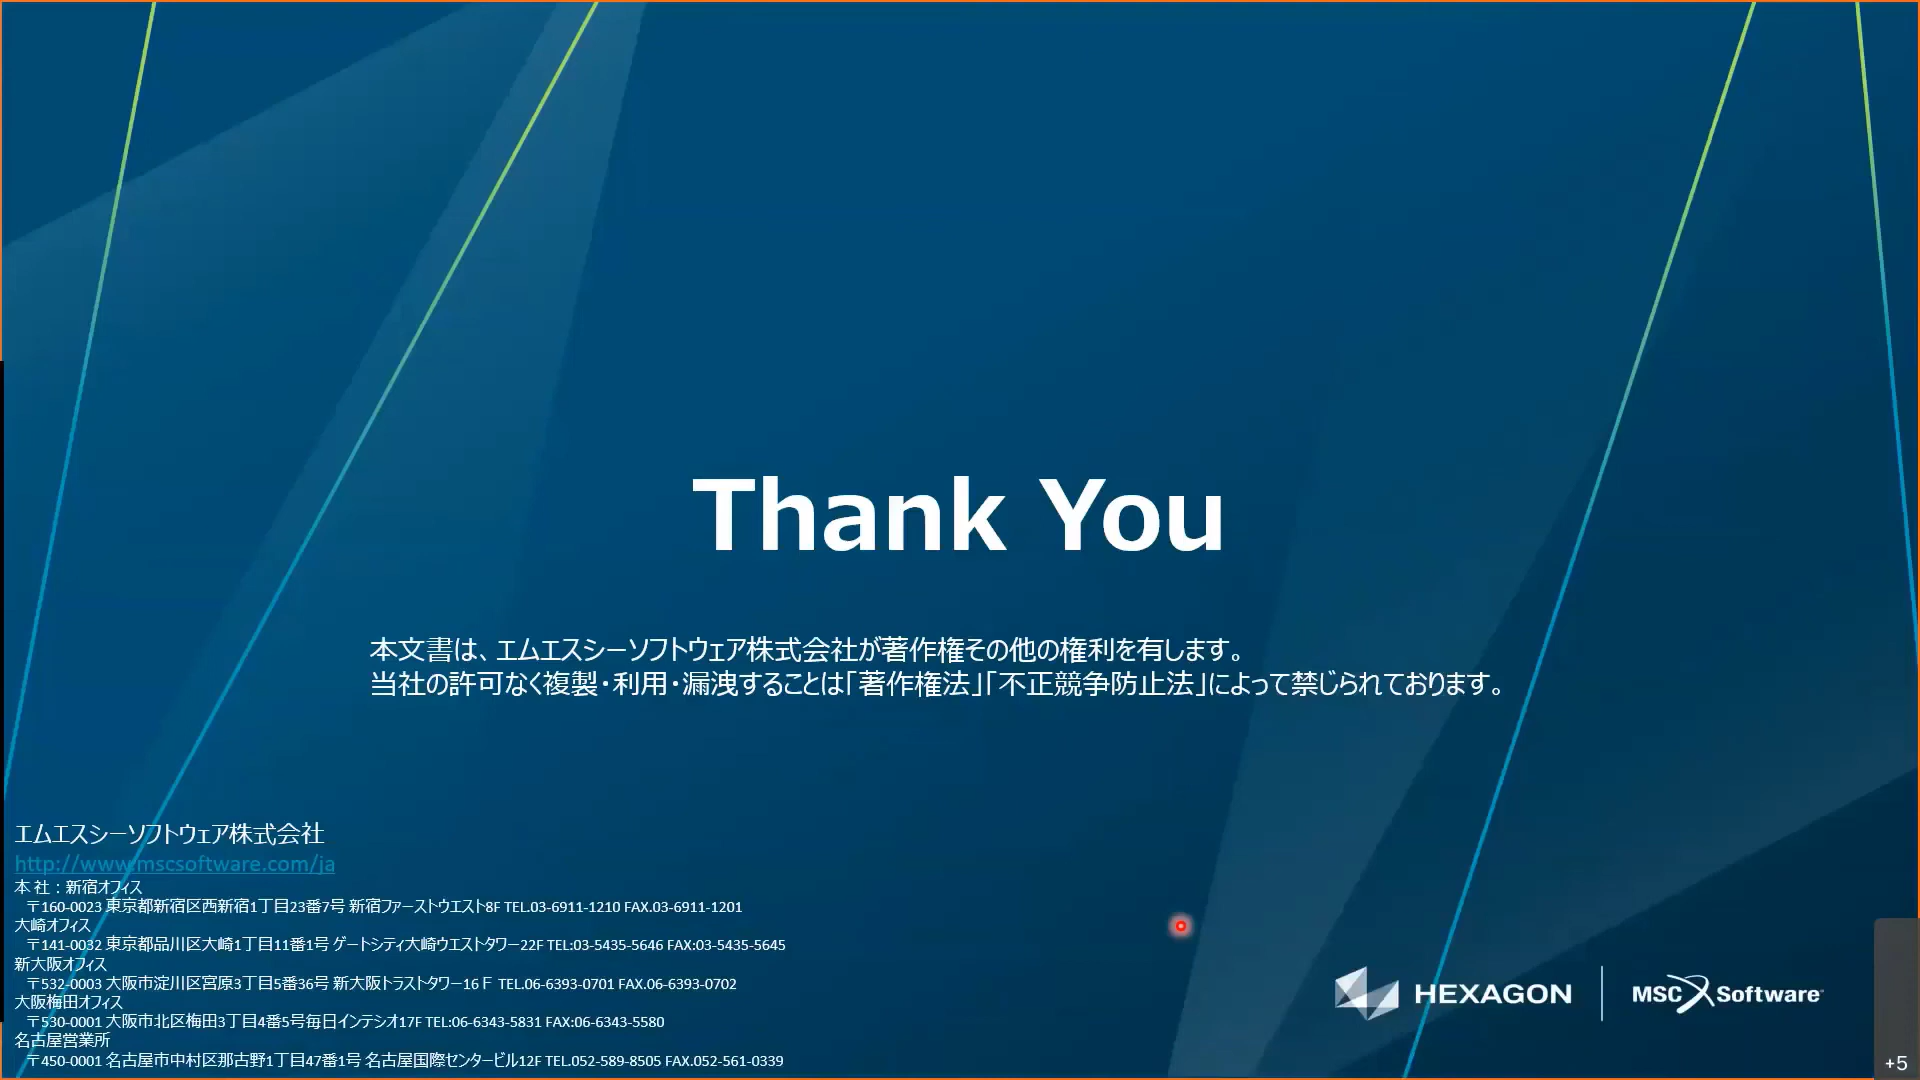 Thank You
本文書は、エムエスシーソフトウェア株式会社が著作権その他の権利を有します。
当社の許可なく複製・利用・漏洩することは「著作権法」「不正競争防止法」によって禁じられております。
エムエスシーソフトウェア株式会社
http://www.mscsoftware.com/ja
本 社：新宿オフィス
〒160-0023 東京都新宿区西新宿1丁目23番7号 新宿ファーストウエスト8F TEL.03-6911-1210 FAX.03-6911-1201
大崎オフィス
〒141-0032 東京都品川区大崎1丁目11番1号 ゲートシティ大崎ウエストタワー22F TEL:03-5435-5646 FAX:03-5435-5645
新大阪オフィス
〒532-0003 大阪市淀川区宮原3丁目5番36号 新大阪トラストタワー16Ｆ TEL.06-6393-0701 FAX.06-6393-0702
大阪梅田オフィス
〒530-0001 大阪市北区梅田3丁目4番5号毎日インテシオ17F TEL:06-6343-5831 FAX:06-6343-5580
名古屋営業所
〒450-0001 名古屋市中村区那古野1丁目47番1号 名古屋国際センタービル12F TEL.052-589-8505 FAX.052-561-0339
HEXAGON
MSC Software
+5